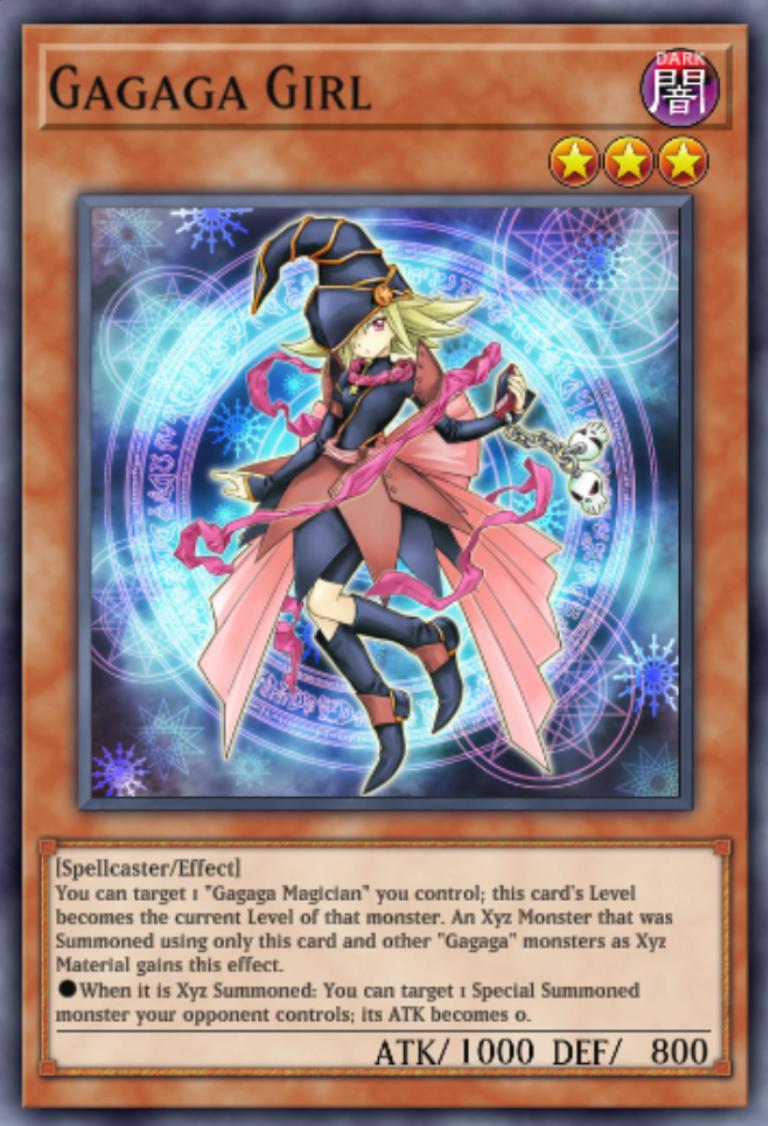 Gagaga Girl
DARK
闇
[Spellcaster/Effect]
You can target 1 "Gagaga Magician" you control; this card's Level
becomes the current Level of that monster. An Xyz Monster that was
Summoned using only this card and other "Gagaga" monsters as Xyz
Material gains this effect.
●When it is Xyz Summoned: You can target 1 Special Summoned
monster your opponent controls; its ATK becomes 0.
ATK/ 1000 DEF/ 800